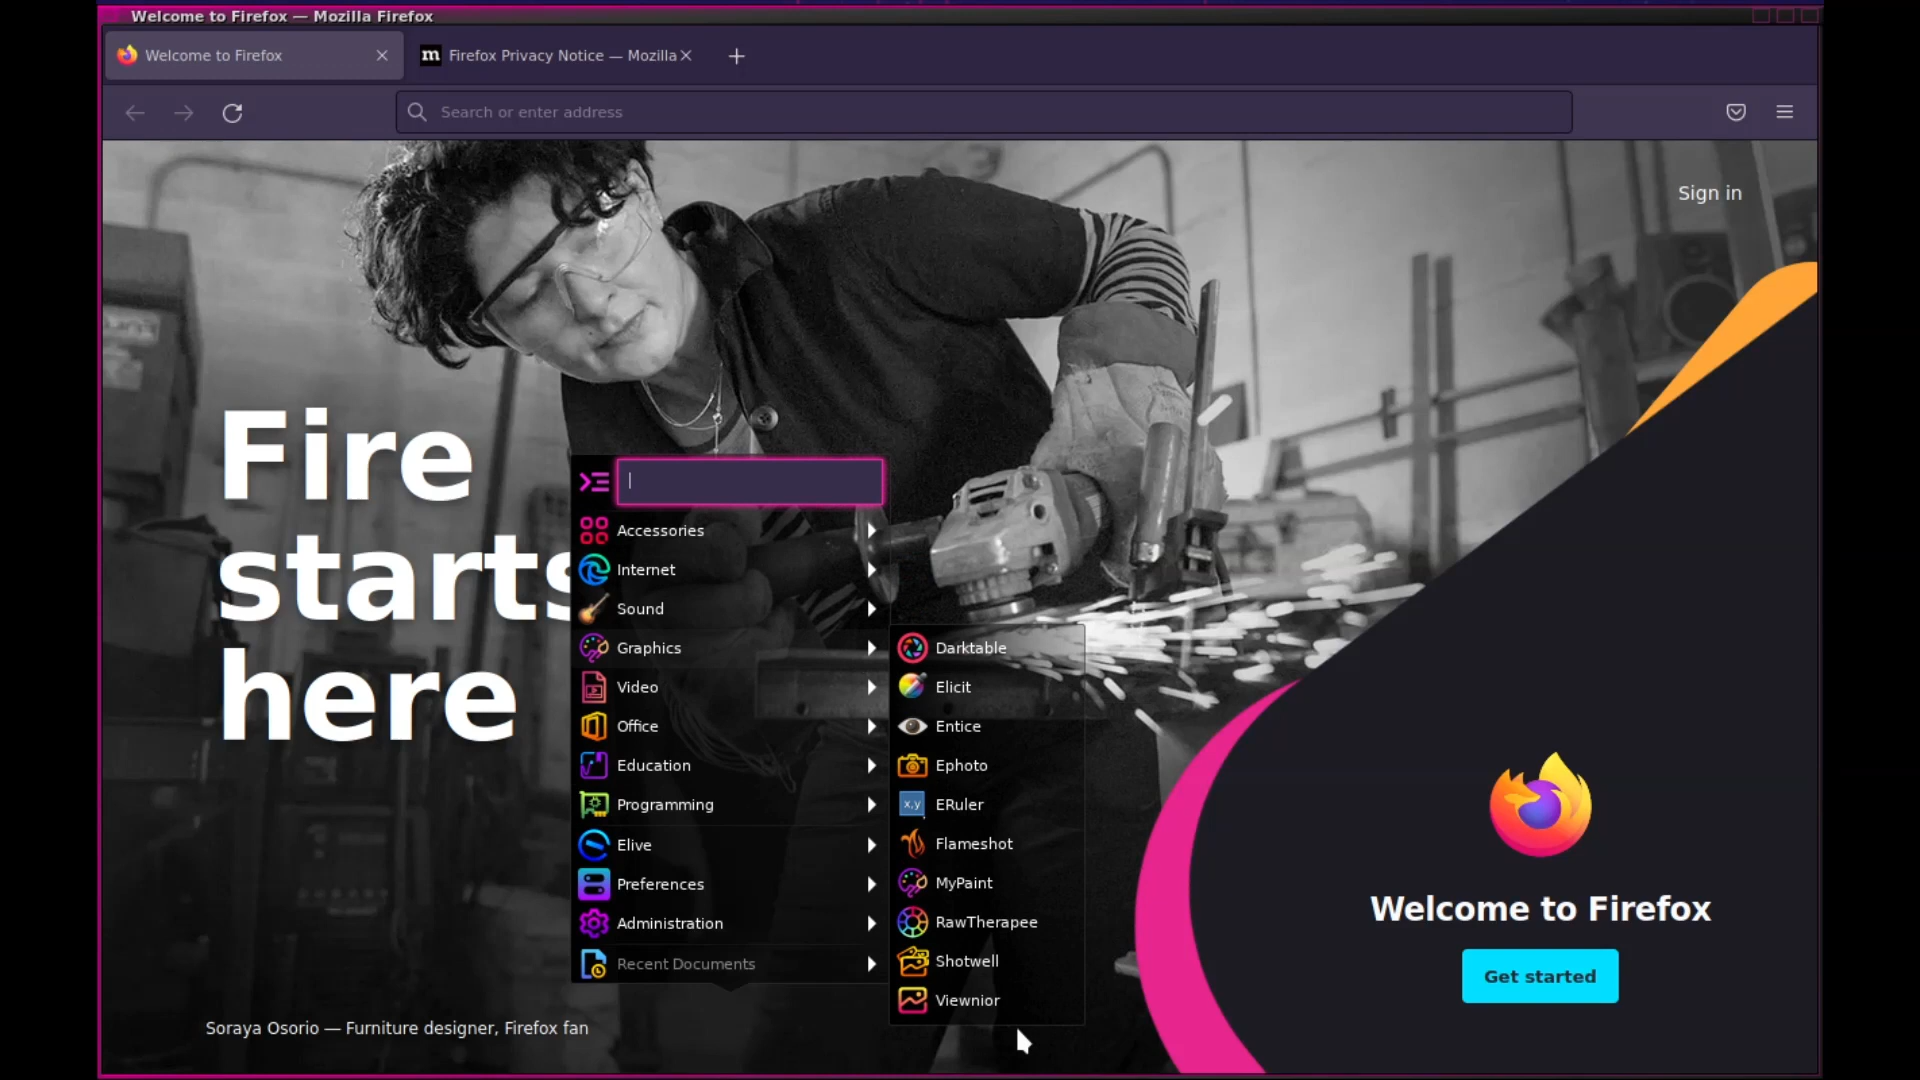 Welcome to Firefox — Mozilla Firefox
Welcome to Firefox
Firefox Privacy Notice — Mozilla
Search or enter address
Sign in
Fire
starts
here
Accessories
Internet
Sound
Graphics
Video
Office
Education
Programming
Elive
Preferences
Administration
Recent Documents
Darktable
Elicit
Entice
Ephoto
x,y
ERuler
Flameshot
MyPaint
RawTherapee
Shotwell
Viewnior
Welcome to Firefox
Get started
Soraya Osorio — Furniture designer, Firefox fan